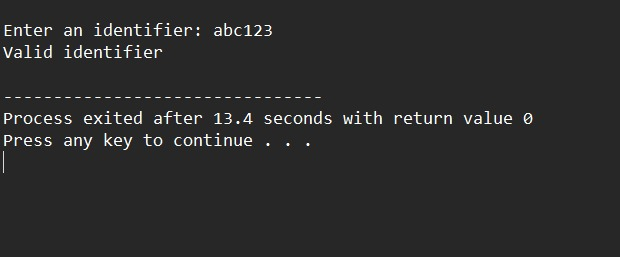 Enter an identifier: abc123
Valid identifier
--------------------------------
Process exited after 13.4 seconds with return value 0
Press any key to continue . . .